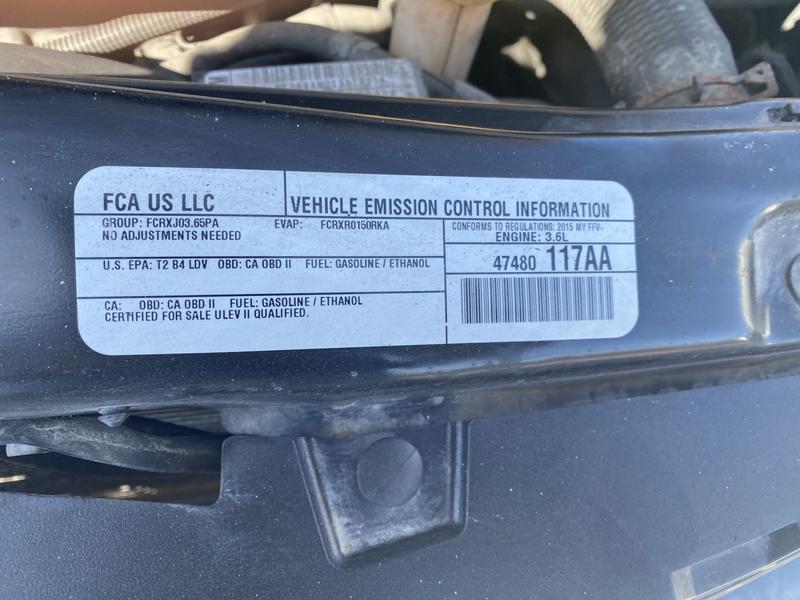 FCA US LLC
VEHICLE EMISSION CONTROL INFORMATION
GROUP: FCRXJ03.65PA EVAP: FCRXR0150RKA
NO ADJUSTMENTS NEEDED
CONFORMS TO REGULATIONS: 2015 MY FFV-
ENGINE: 3.6L
U.S. EPA: T2 B4 LDV OBD: CA OBD II FUEL: GASOLINE / ETHANOL
47480 117AA
CA: OBD: CA OBD II FUEL: GASOLINE / ETHANOL
CERTIFIED FOR SALE ULEV II QUALIFIED.